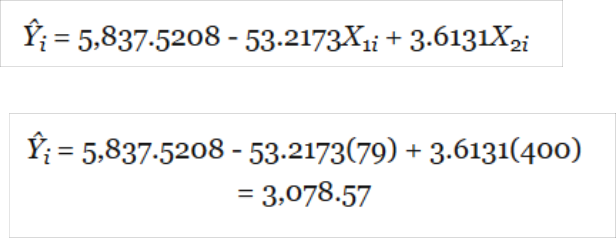 Ŷi = 5,837.5208 - 53.2173X1i + 3.6131X2i
Ŷi = 5,837.5208 - 53.2173(79) + 3.6131(400)
= 3,078.57